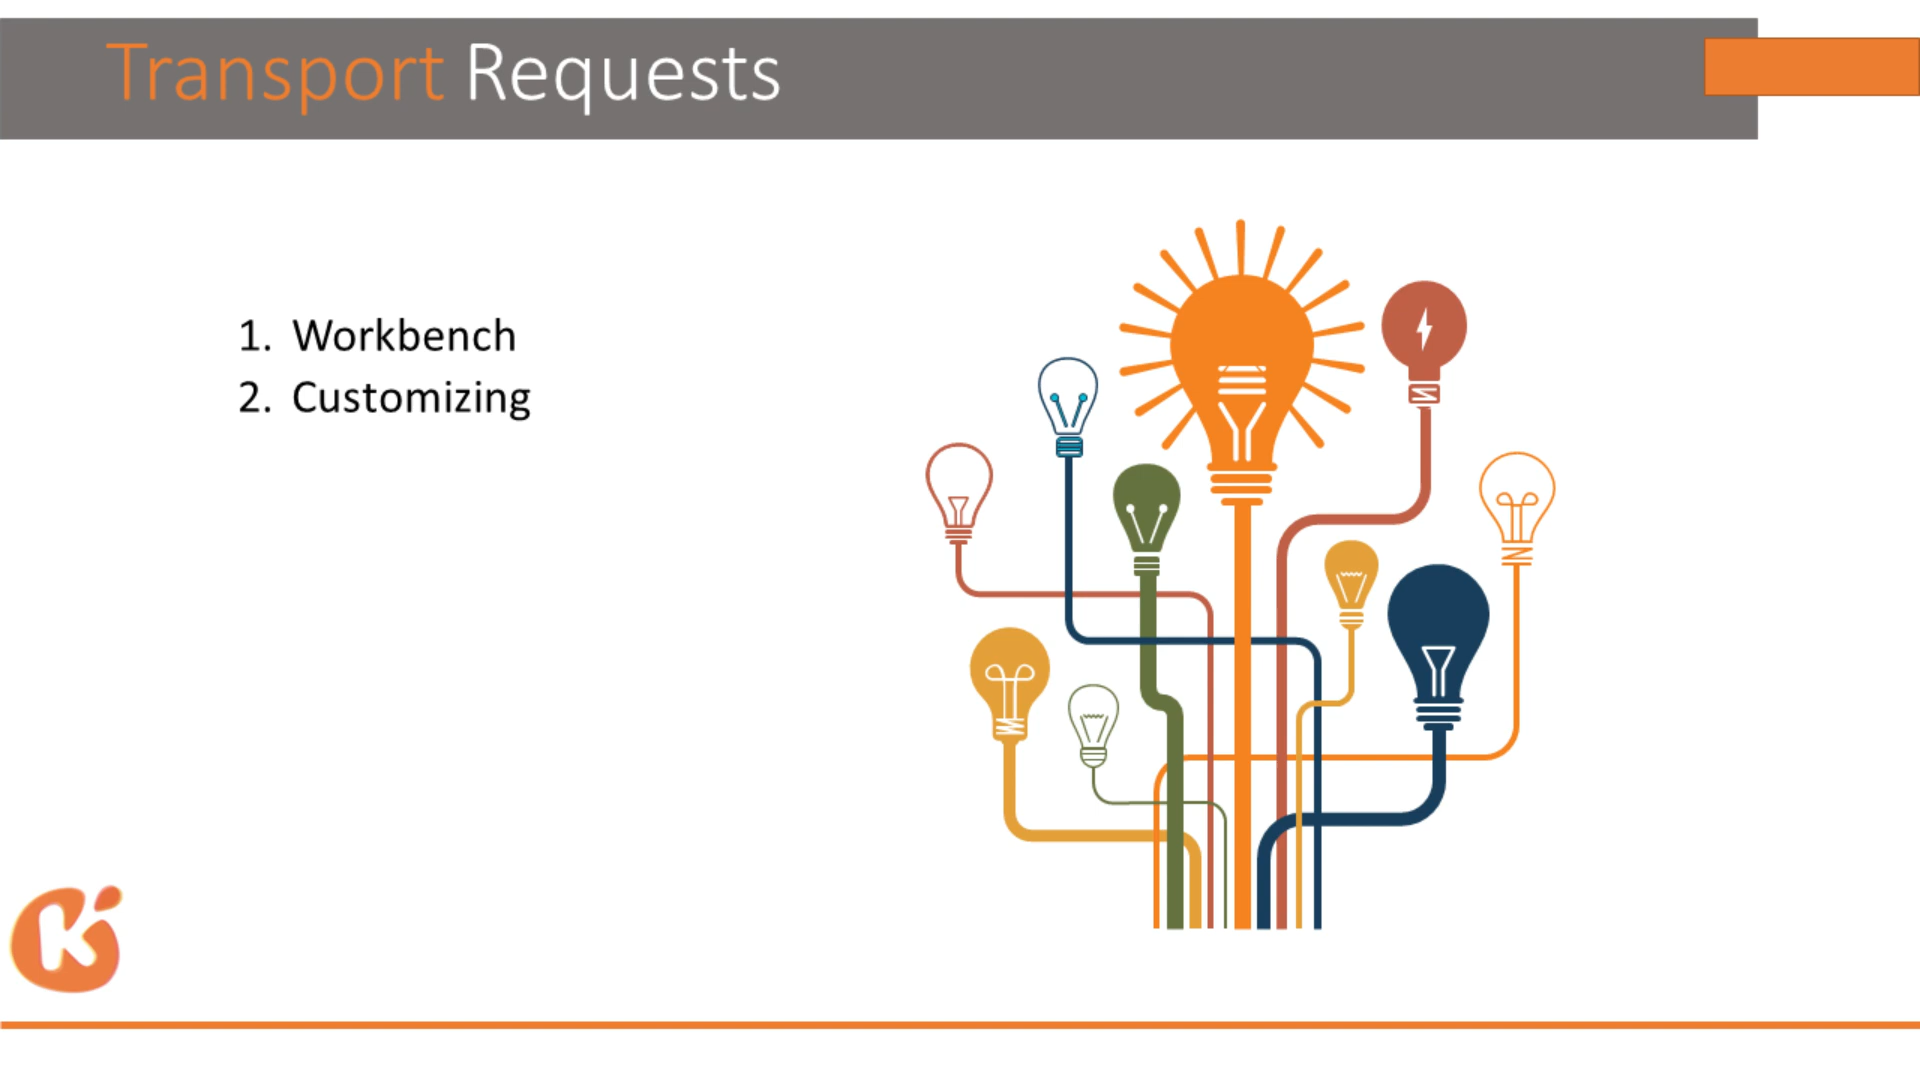 Transport Requests
1. Workbench
2. Customizing
K